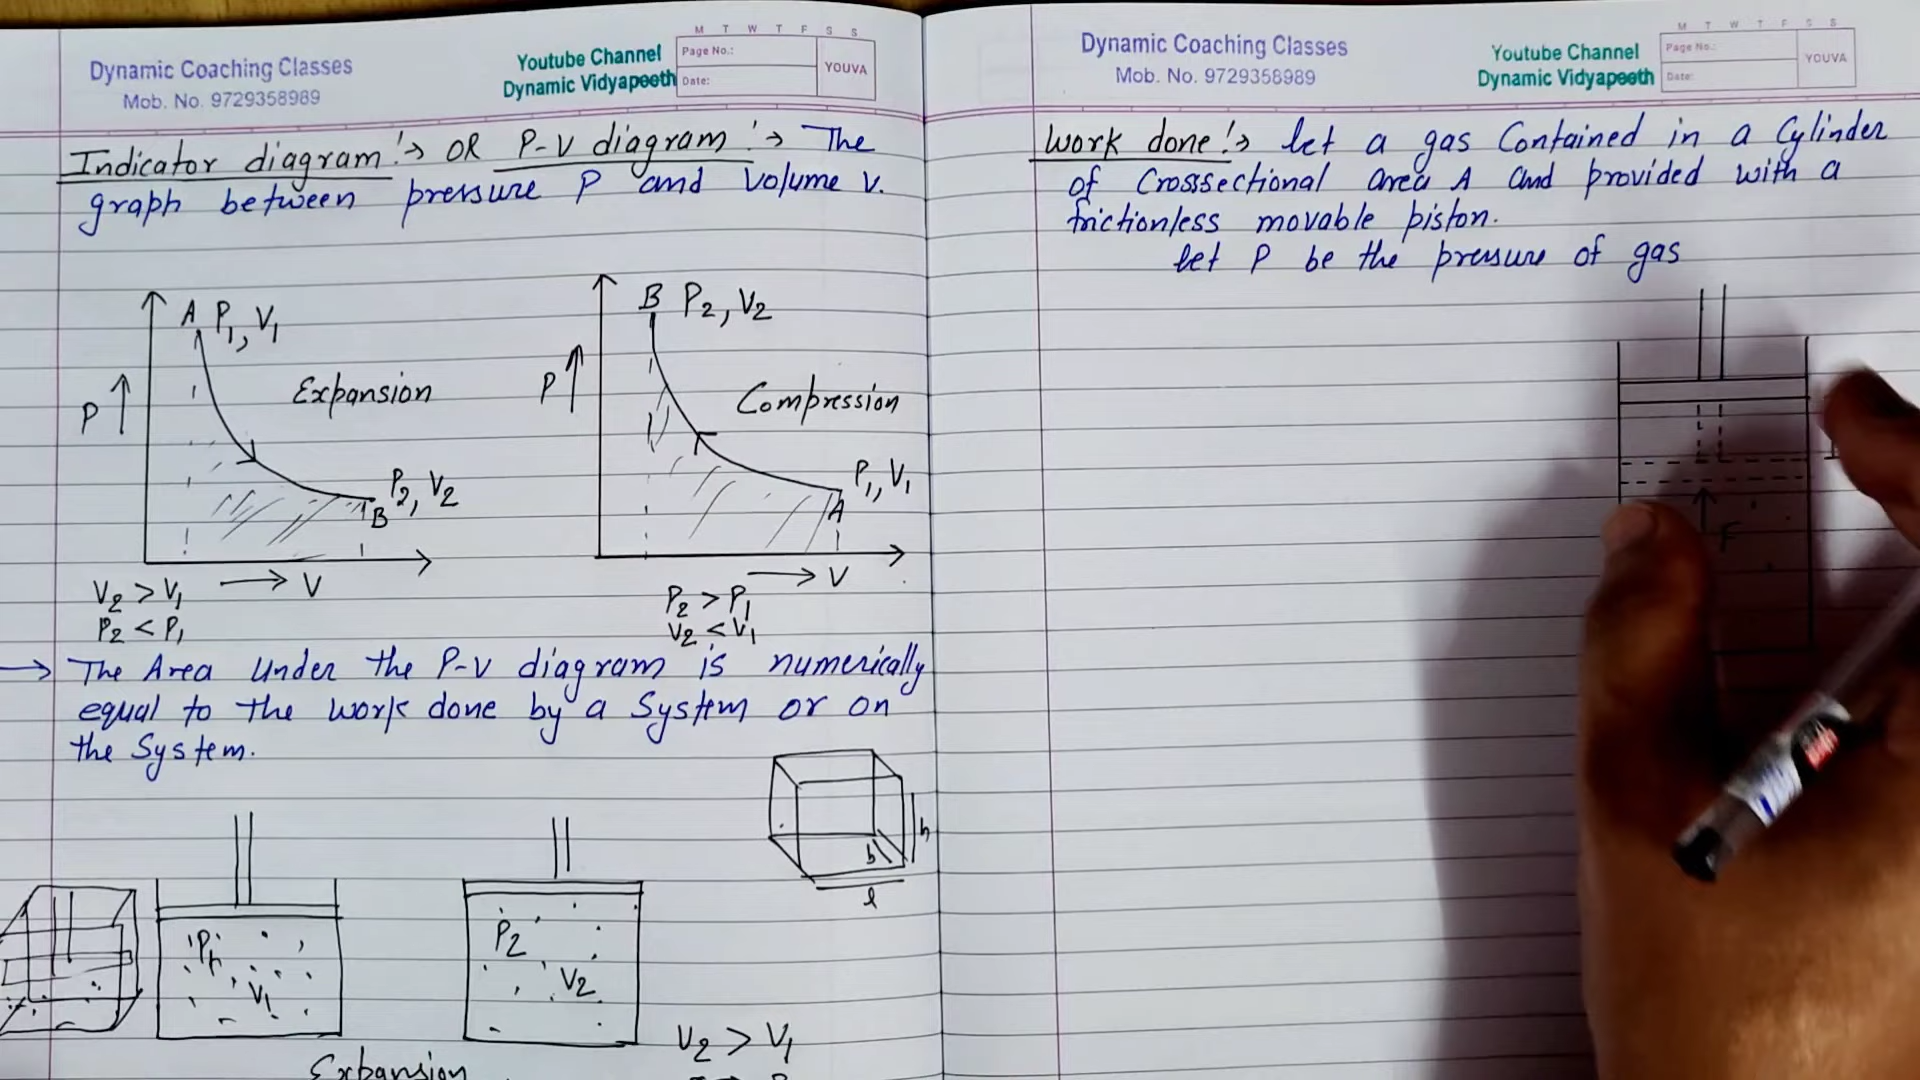 Dynamic Coaching Classes
Mob. No. 9729358989
Youtube Channel
Dynamic Vidyapeeth
M T W T F S S
Page No.:
Date:
YOUVA
Indicator diagram :→ OR P-V diagram :→ The
graph between pressure P and volume V.
A P1, V1
P ↑
Expansion
P2, V2
B
→ V
V2 > V1
P2 < P1
B P2, V2
P ↑
Compression
P1, V1
A
→ V
P2 > P1
V2 < V1
→ The Area Under the P-V diagram is numerically
equal to the work done by a System or on
the System.
h
b
l
P1
V1
P2
V2
V2 > V1
Expansion
Dynamic Coaching Classes
Mob. No. 9729358989
Youtube Channel
Dynamic Vidyapeeth
M T W T F S S
Page No.:
Date:
YOUVA
Work done :→ let a gas Contained in a Cylinder
of Crosssectional area A and provided with a
frictionless movable piston.
let P be the pressure of gas
F